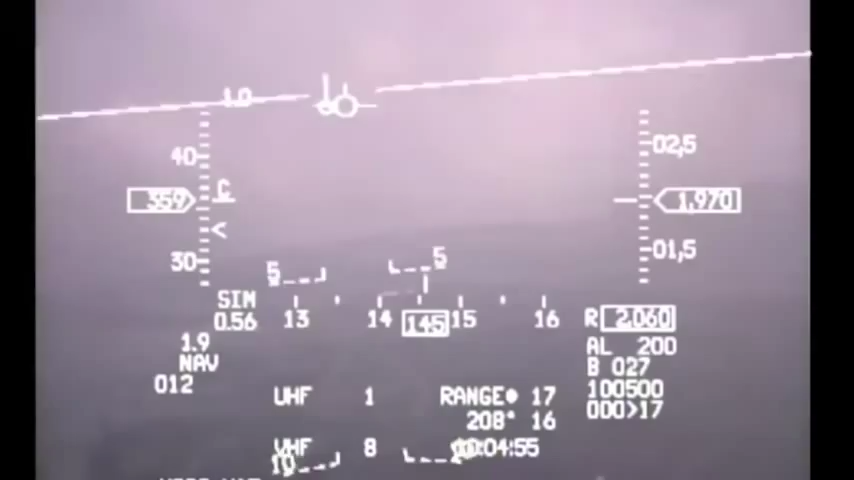 1.0
40 02,5
359 C 1,970
<
30 01,5
5 5
SIM
0.56 13 14 145 15 16 R 2,060
1.9 AL 200
NAV B 027
012 100500
UHF 1 RANGE 17 000>17
208° 16
VHF 8 :04:55
10